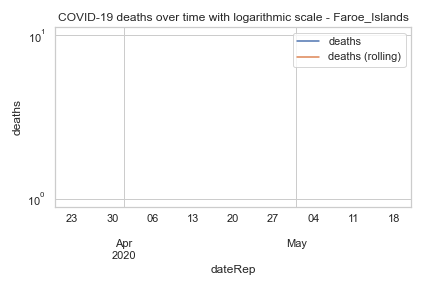 COVID-19 deaths over time with logarithmic scale - Faroe_Islands
deaths
deaths (rolling)
10¹
deaths
10⁰
23 30 06 13 20 27 04 11 18
Apr May
2020
dateRep